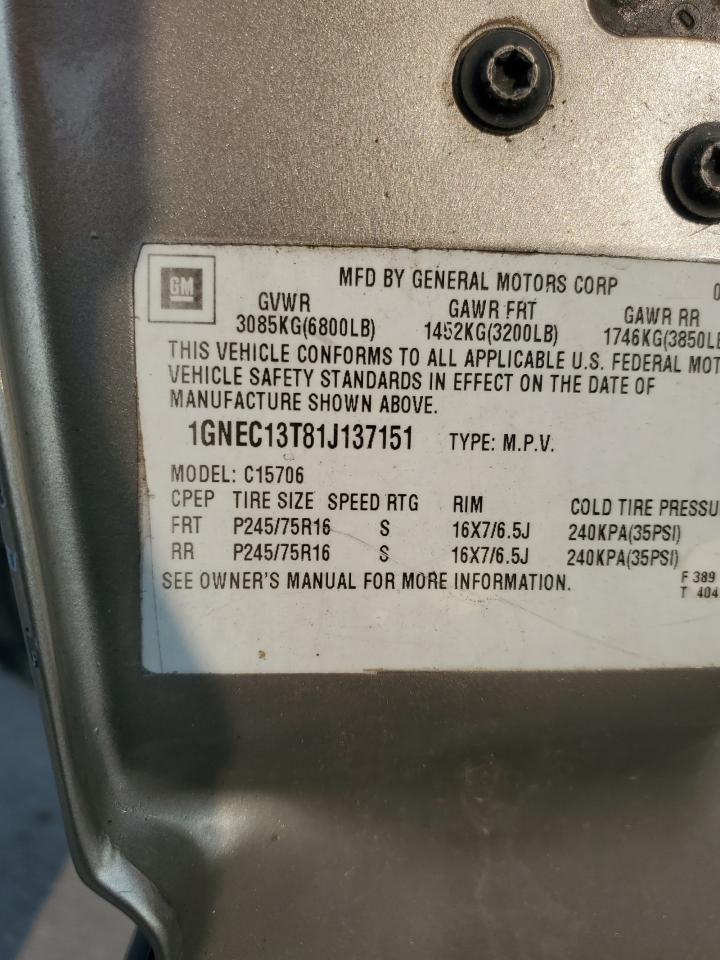 GM
MFD BY GENERAL MOTORS CORP 0
GVWR GAWR FRT GAWR RR
3085KG(6800LB) 1452KG(3200LB) 1746KG(3850LB
THIS VEHICLE CONFORMS TO ALL APPLICABLE U.S. FEDERAL MOT
VEHICLE SAFETY STANDARDS IN EFFECT ON THE DATE OF
MANUFACTURE SHOWN ABOVE.
1GNEC13T81J137151 TYPE: M.P.V.
MODEL: C15706
CPEP TIRE SIZE SPEED RTG RIM COLD TIRE PRESSU
FRT P245/75R16 S 16X7/6.5J 240KPA(35PSI)
RR P245/75R16 S 16X7/6.5J 240KPA(35PSI)
SEE OWNER'S MANUAL FOR MORE INFORMATION.
F 389
T 404